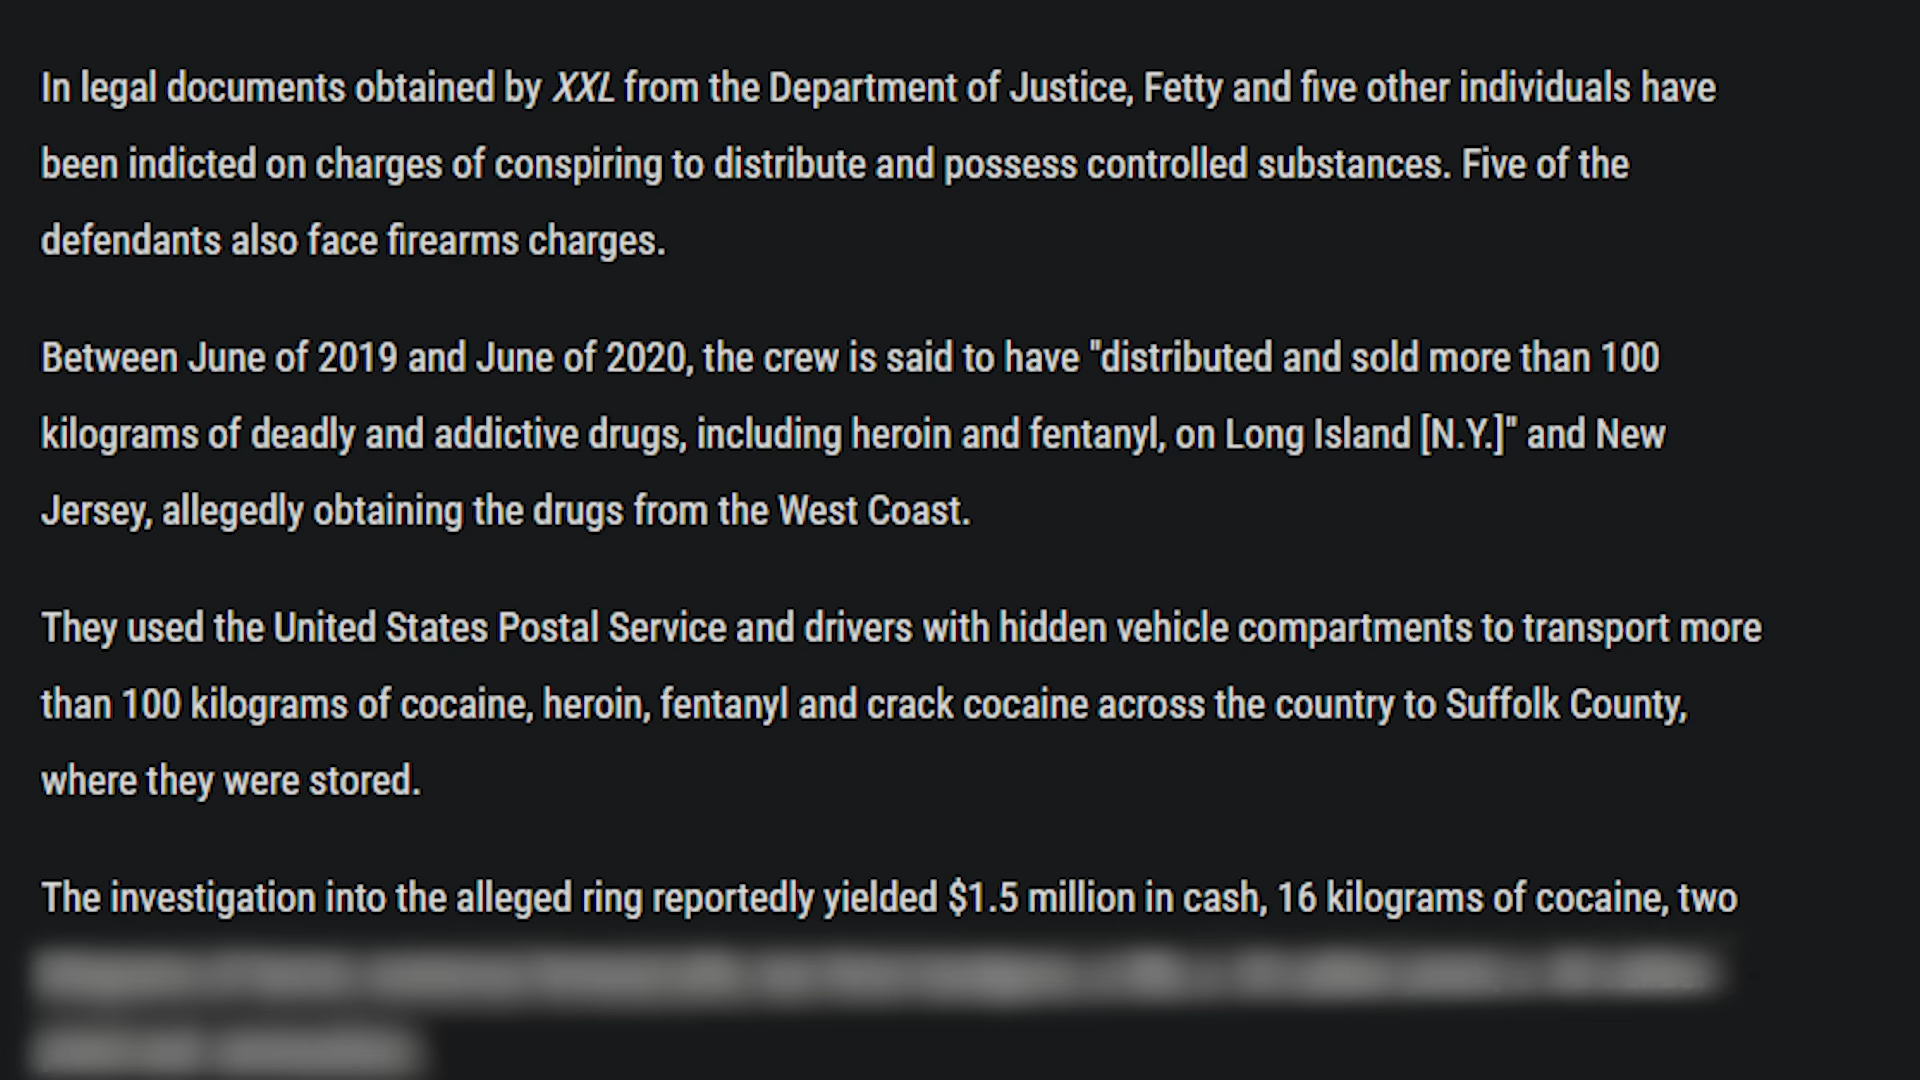 In legal documents obtained by XXL from the Department of Justice, Fetty and five other individuals have
been indicted on charges of conspiring to distribute and possess controlled substances. Five of the
defendants also face firearms charges.
Between June of 2019 and June of 2020, the crew is said to have "distributed and sold more than 100
kilograms of deadly and addictive drugs, including heroin and fentanyl, on Long Island [N.Y.]" and New
Jersey, allegedly obtaining the drugs from the West Coast.
They used the United States Postal Service and drivers with hidden vehicle compartments to transport more
than 100 kilograms of cocaine, heroin, fentanyl and crack cocaine across the country to Suffolk County,
where they were stored.
The investigation into the alleged ring reportedly yielded $1.5 million in cash, 16 kilograms of cocaine, two